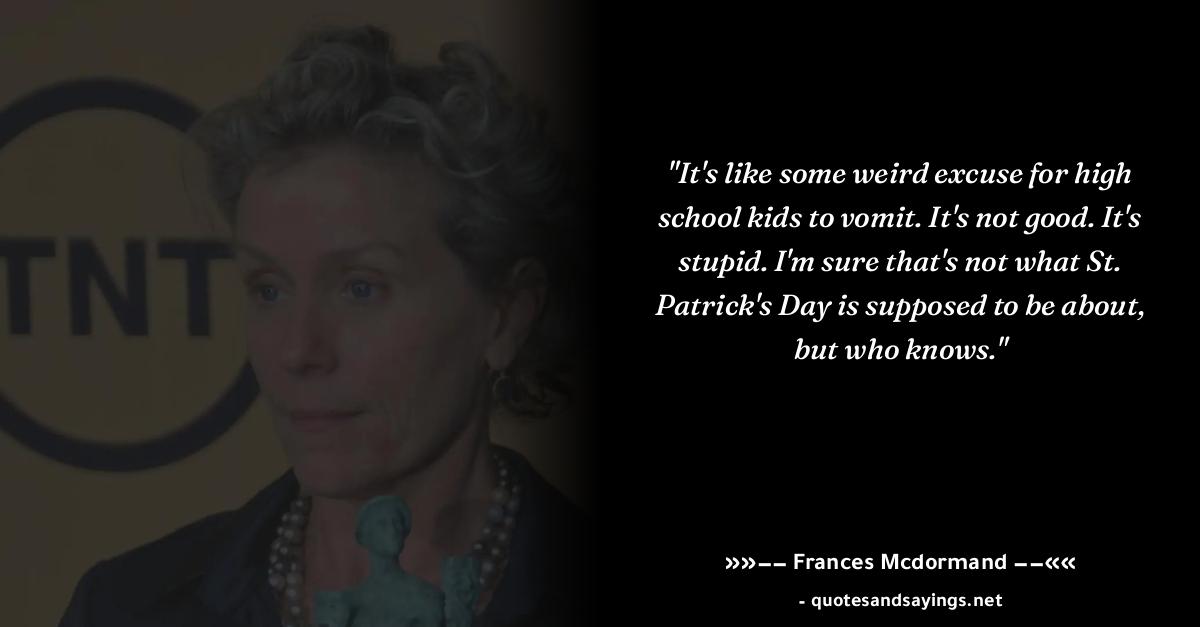 TNT
"It's like some weird excuse for high
school kids to vomit. It's not good. It's
stupid. I'm sure that's not what St.
Patrick's Day is supposed to be about,
but who knows."
»»−− Frances Mcdormand −−««
- quotesandsayings.net